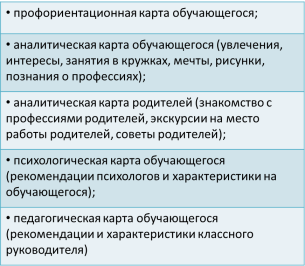 • профориентационная карта обучающегося;
• аналитическая карта обучающегося (увлечения,
интересы, занятия в кружках, мечты, рисунки,
познания о профессиях);
• аналитическая карта родителей (знакомство с
профессиями родителей, экскурсии на место
работы родителей, советы родителей);
• психологическая карта обучающегося
(рекомендации психологов и характеристики на
обучающегося);
• педагогическая карта обучающегося
(рекомендации и характеристики классного
руководителя)